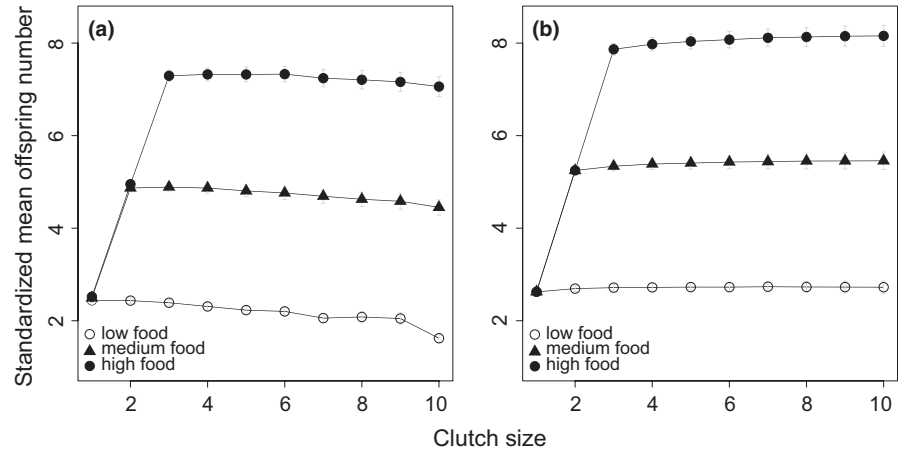 Standardized mean offspring number
(a)
8
6
4
2
low food
medium food
high food
2 4 6 8 10
(b)
8
6
4
2
low food
medium food
high food
2 4 6 8 10
Clutch size